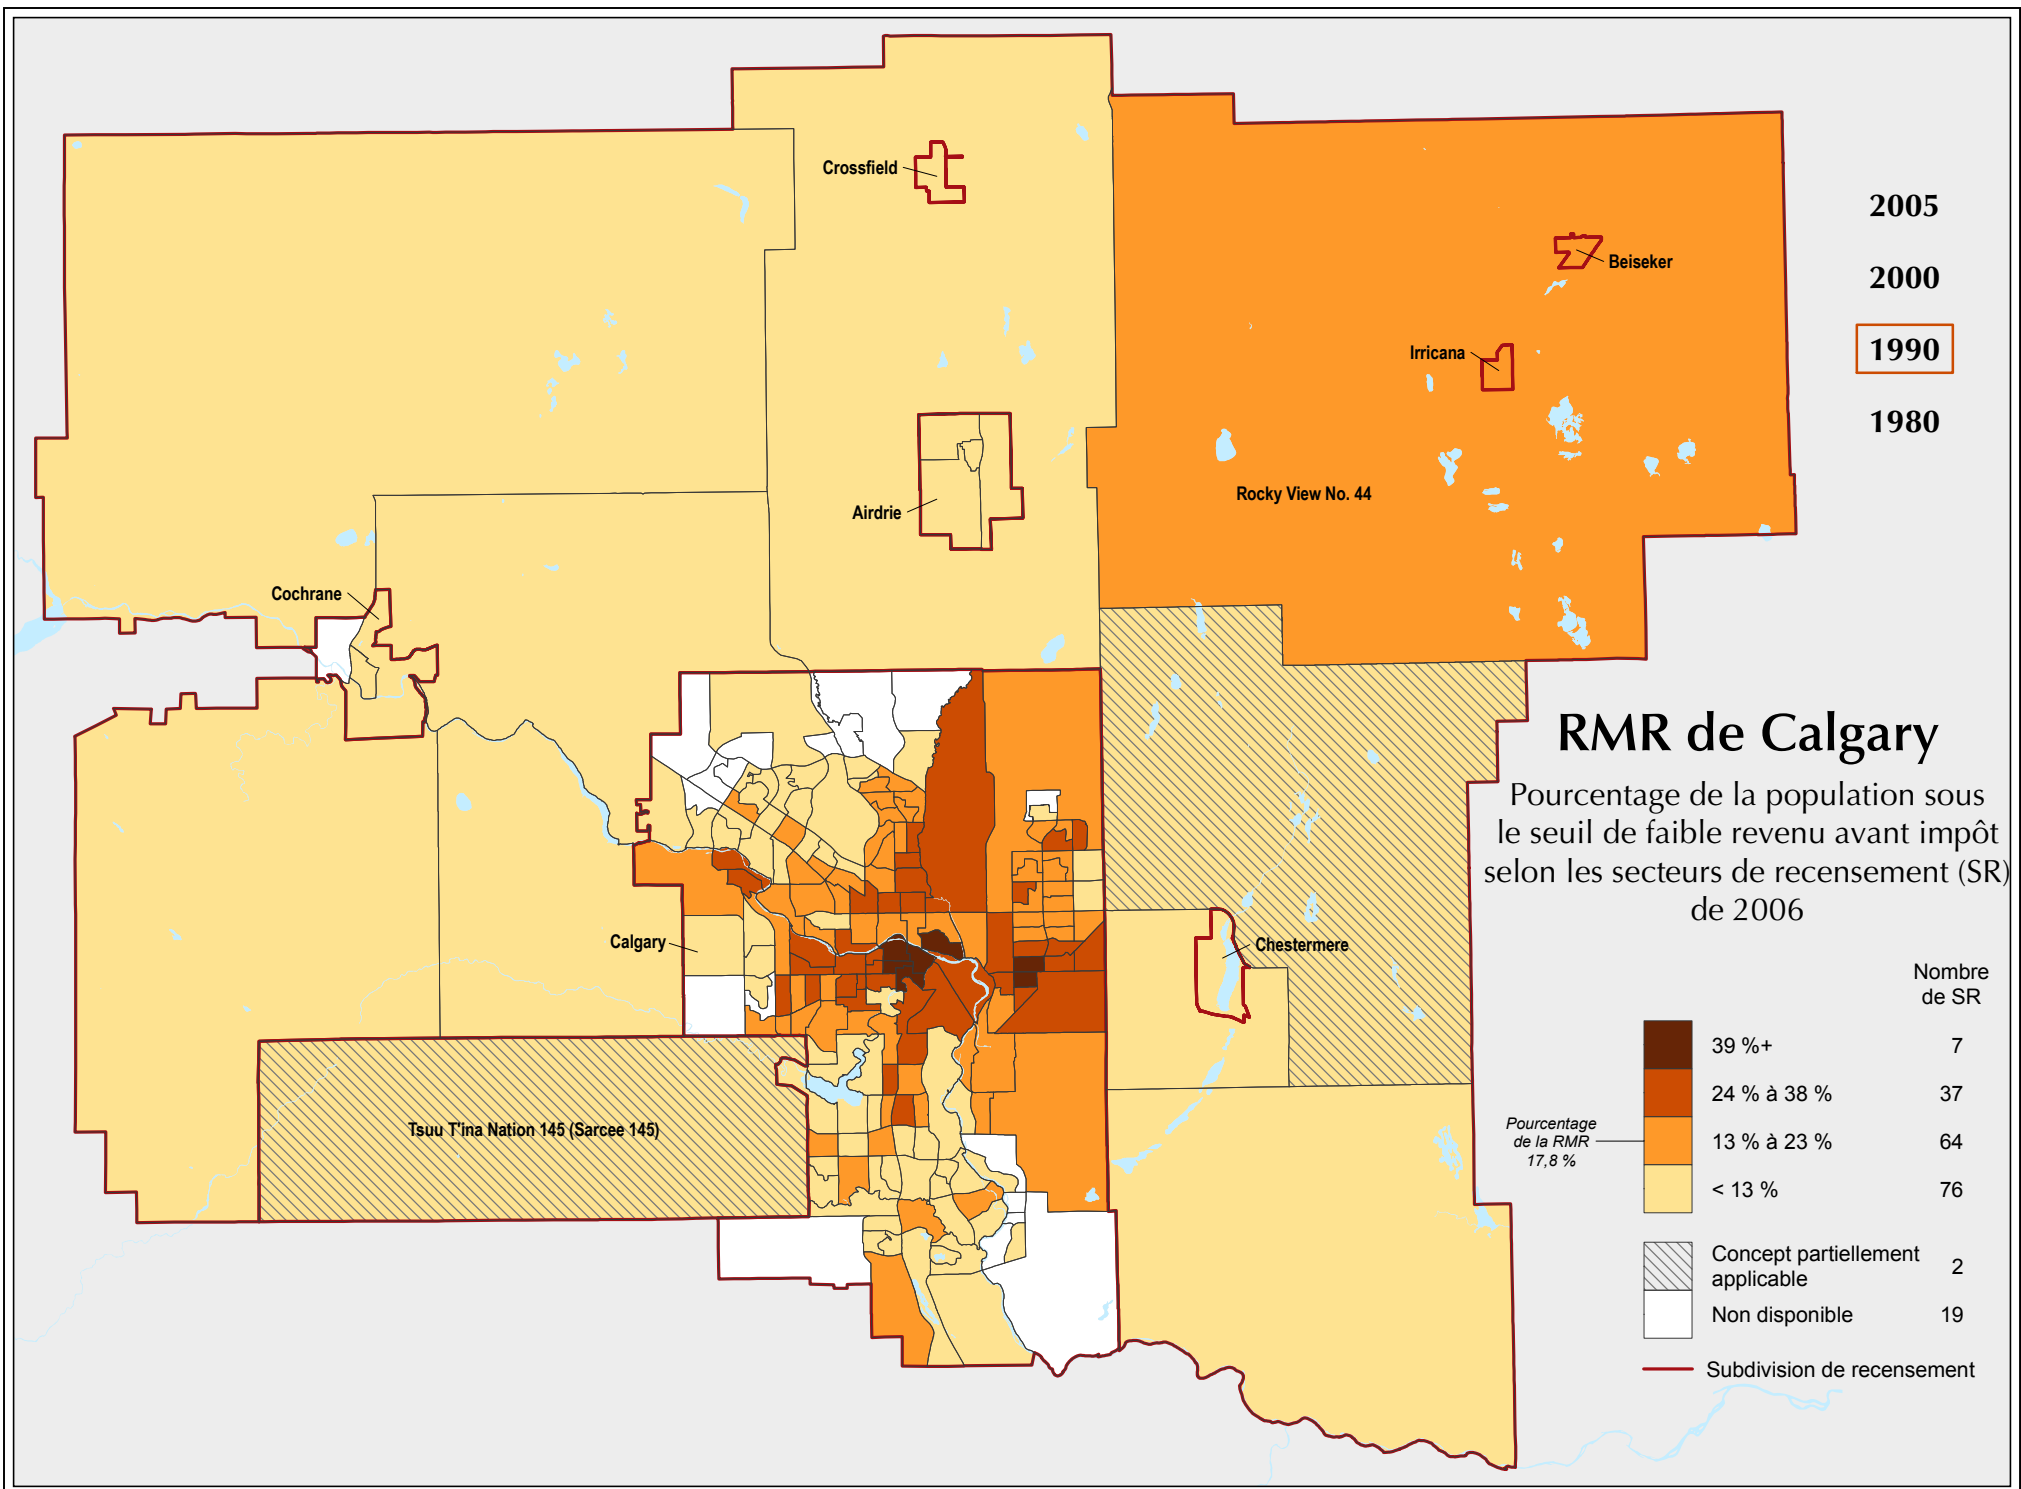 Crossfield
Beiseker
Irricana
Rocky View No. 44
Airdrie
Cochrane
Calgary
Chestermere
Tsuu T'ina Nation 145 (Sarcee 145)
2005
2000
1990
1980
RMR de Calgary
Pourcentage de la population sous
le seuil de faible revenu avant impôt
selon les secteurs de recensement (SR)
de 2006
Nombre
de SR
39 %+ 7
24 % à 38 % 37
13 % à 23 % 64
< 13 % 76
Pourcentage
de la RMR
17,8 %
Concept partiellement
applicable 2
Non disponible 19
Subdivision de recensement